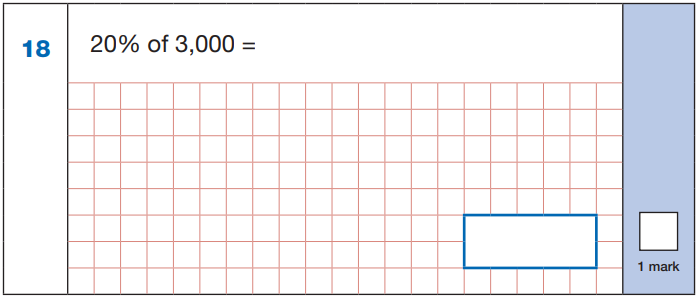 18
20% of 3,000 =
1 mark